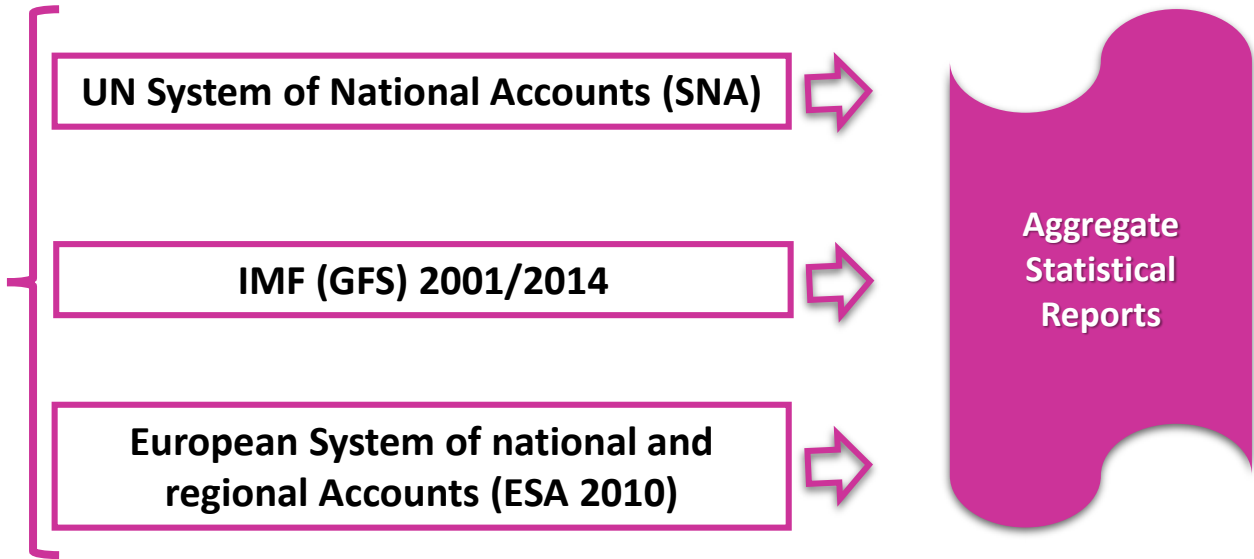 UN System of National Accounts (SNA)
IMF (GFS) 2001/2014
European System of national and
regional Accounts (ESA 2010)
Aggregate
Statistical
Reports